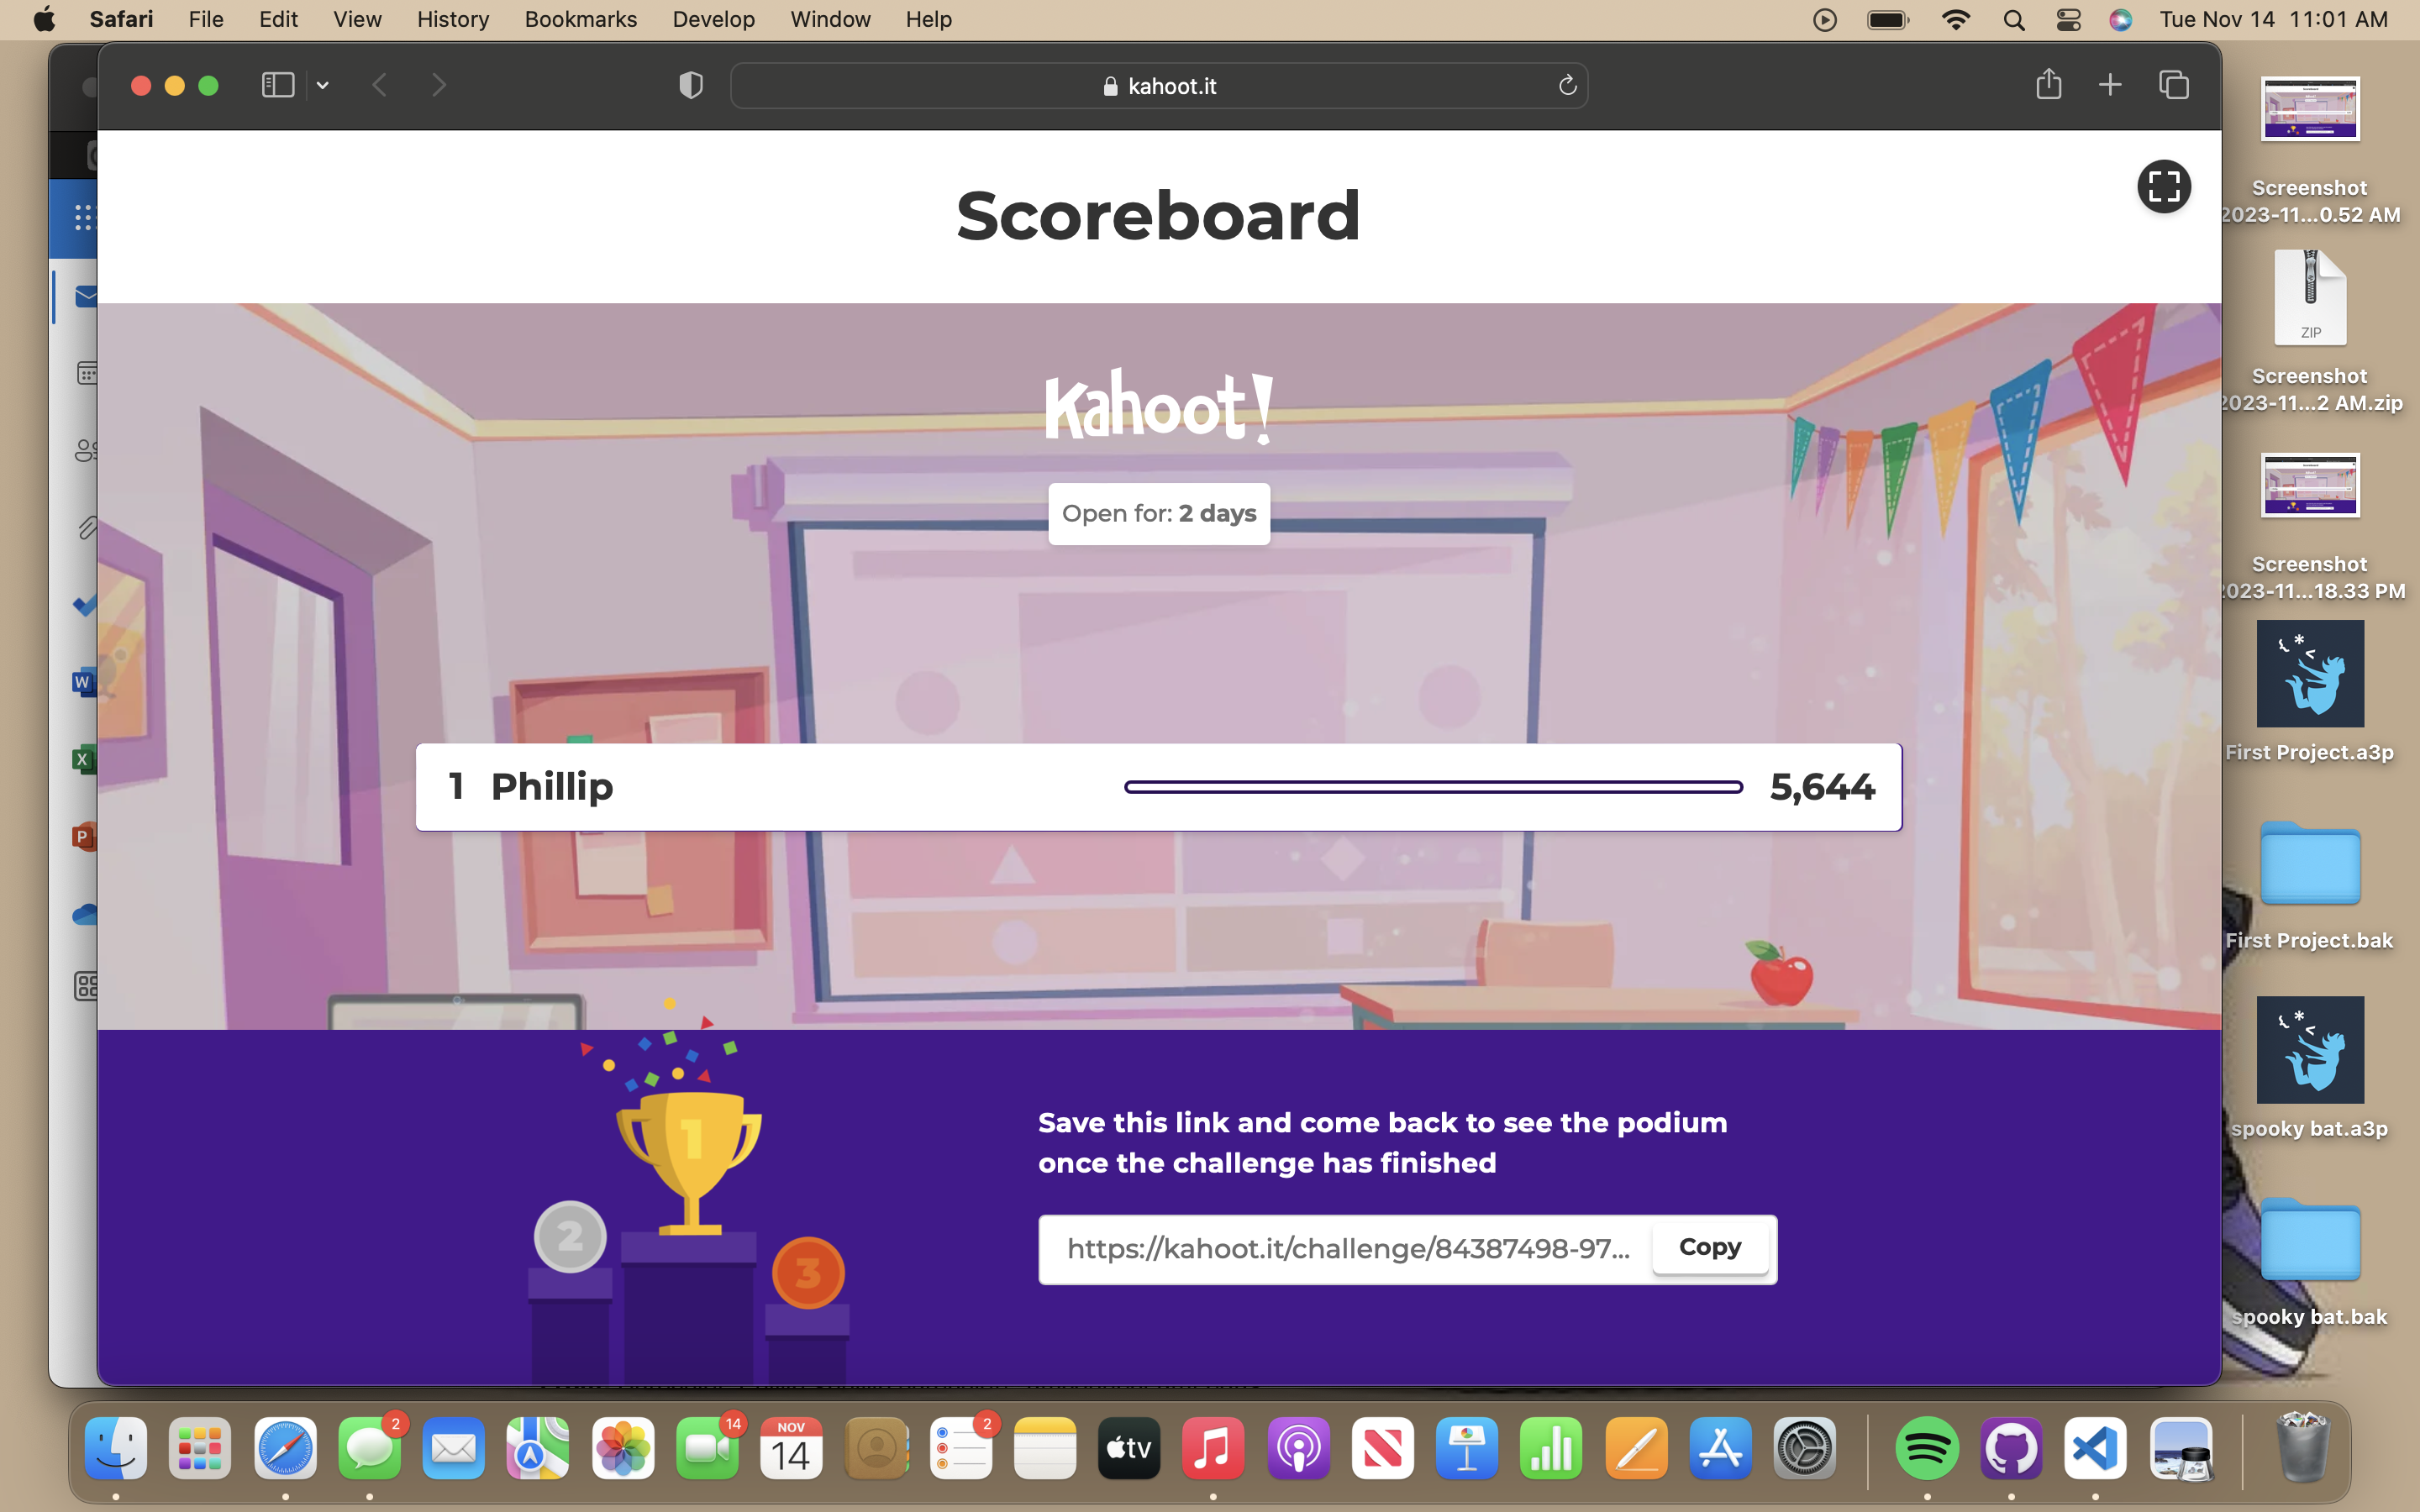 Safari File Edit View History Bookmarks Develop Window Help Tue Nov 14 11:01 AM
kahoot.it
Scoreboard
Kahoot!
Open for: 2 days
1 Phillip 5,644
1
2
3
Save this link and come back to see the podium
once the challenge has finished
https://kahoot.it/challenge/84387498-97... Copy
Screenshot
2023-11...0.52 AM
ZIP
Screenshot
2023-11...2 AM.zip
Screenshot
2023-11...18.33 PM
First Project.a3p
First Project.bak
spooky bat.a3p
spooky bat.bak
W
X
P
2
14
NOV
14
2
tv